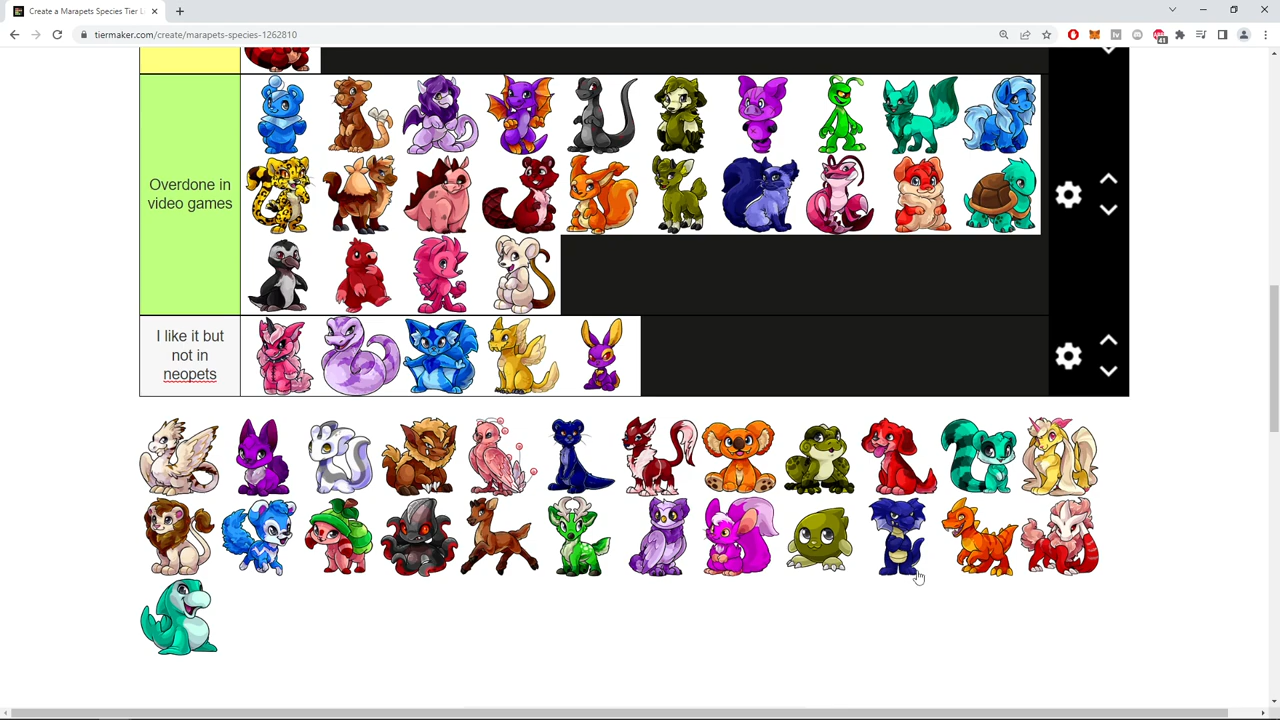 Create a Marapets Species Tier Li
tiermaker.com/create/marapets-species-1262810
41
Overdone in
video games
I like it but
not in
neopets